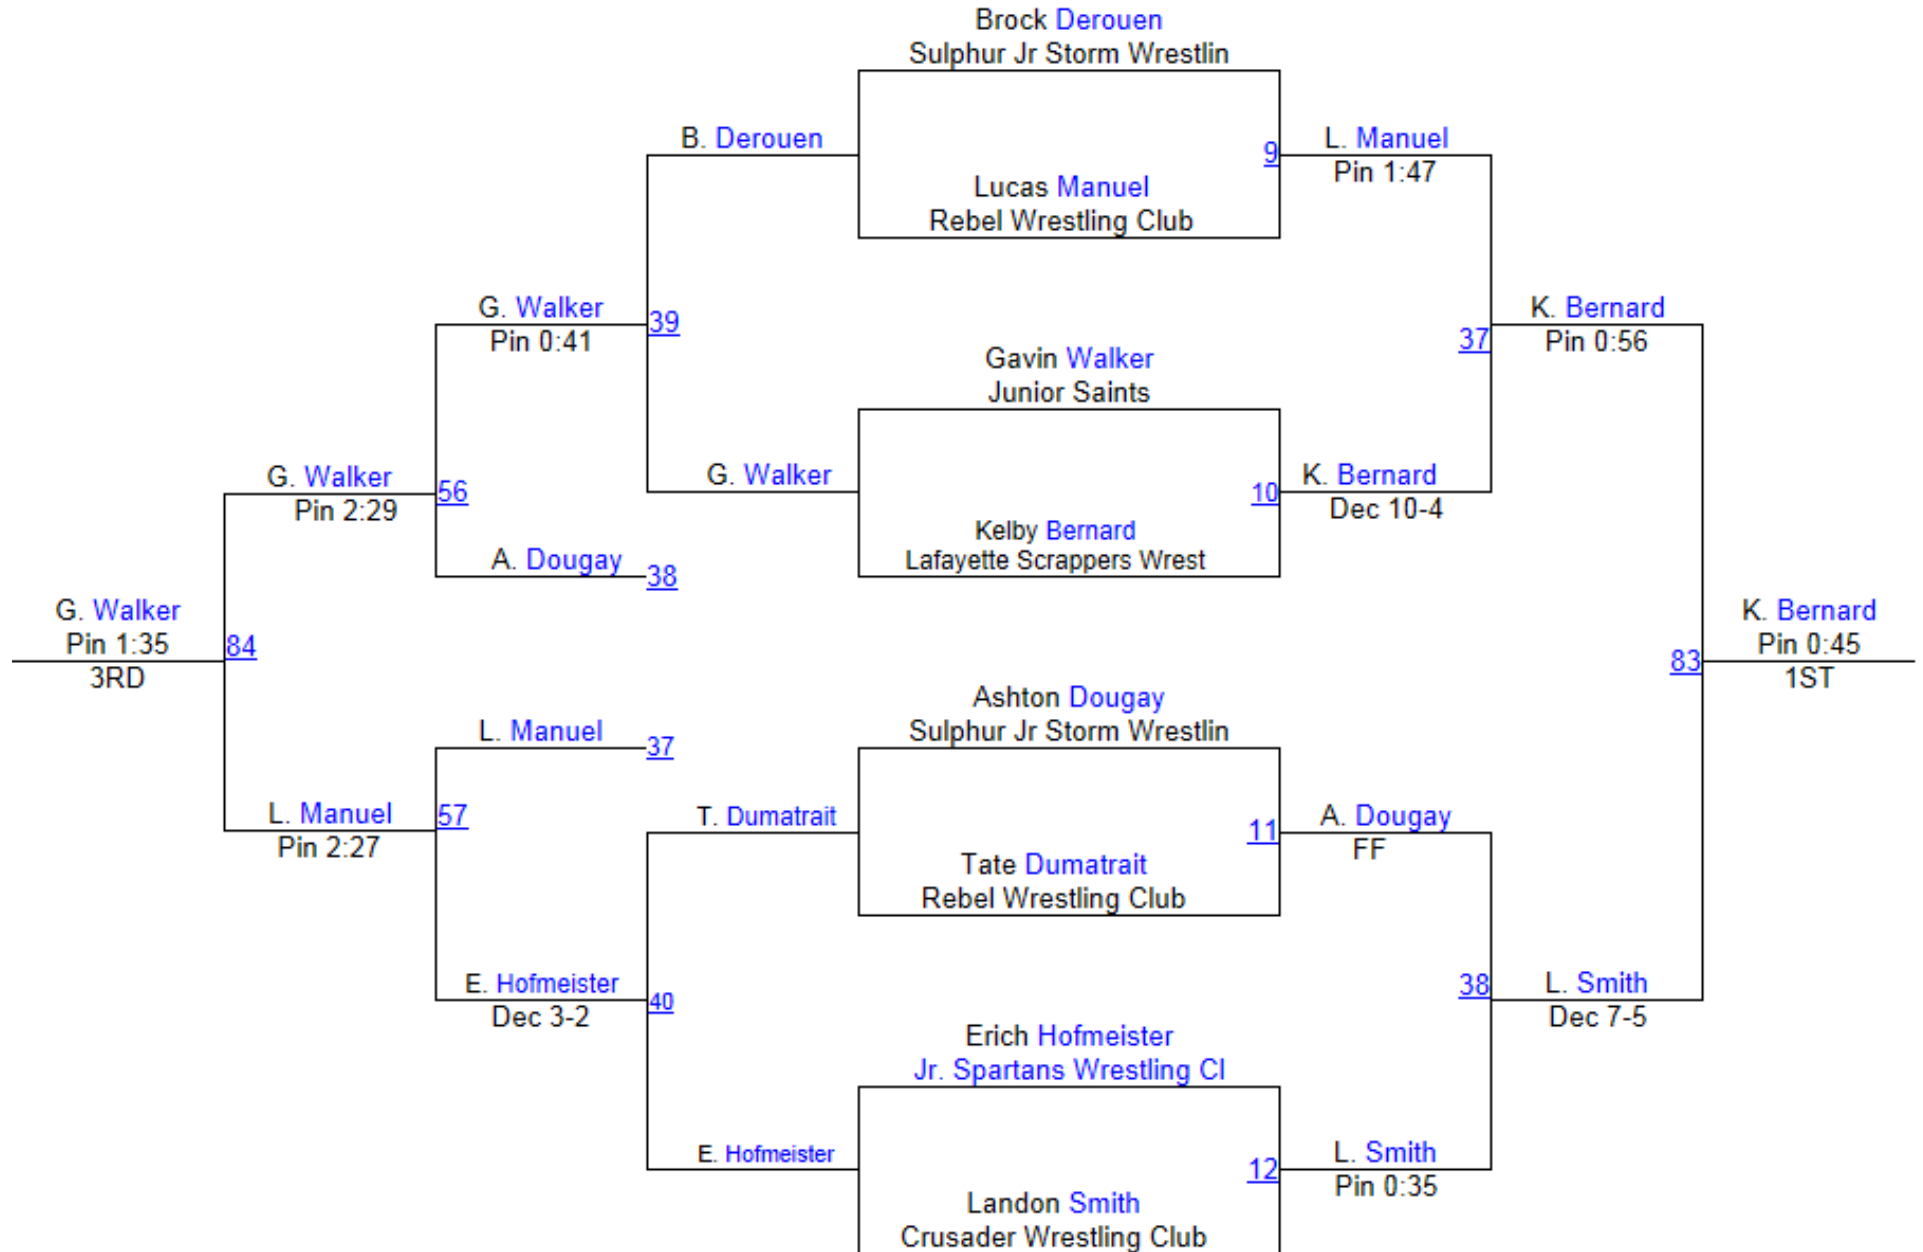 Brock Derouen
Sulphur Jr Storm Wrestlin
B. Derouen
9
L. Manuel
Pin 1:47
Lucas Manuel
Rebel Wrestling Club
G. Walker
Pin 0:41
39
K. Bernard
Pin 0:56
37
Gavin Walker
Junior Saints
G. Walker
Pin 2:29
56
G. Walker
10
K. Bernard
Dec 10-4
Kelby Bernard
Lafayette Scrappers Wrest
A. Dougay
38
G. Walker
Pin 1:35
3RD
84
K. Bernard
Pin 0:45
1ST
83
Ashton Dougay
Sulphur Jr Storm Wrestlin
L. Manuel
37
L. Manuel
Pin 2:27
57
T. Dumatrait
11
A. Dougay
FF
Tate Dumatrait
Rebel Wrestling Club
E. Hofmeister
Dec 3-2
40
38
L. Smith
Dec 7-5
Erich Hofmeister
Jr. Spartans Wrestling Cl
E. Hofmeister
12
L. Smith
Pin 0:35
Landon Smith
Crusader Wrestling Club